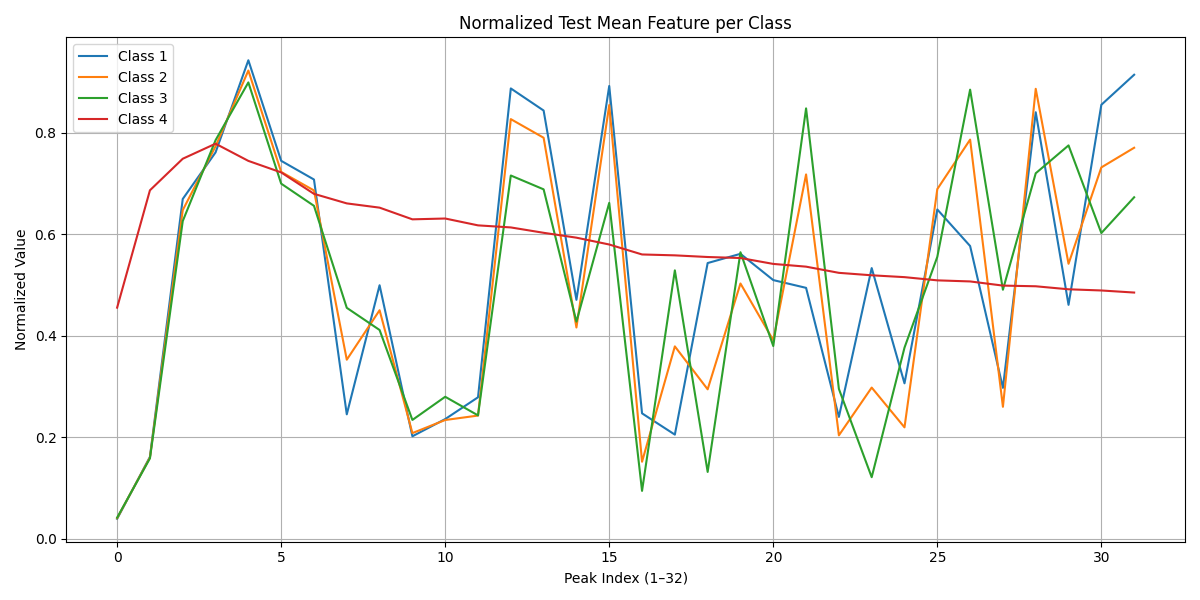 Normalized Test Mean Feature per Class
Class 1
Class 2
Class 3
Class 4
Normalized Value
0.8
0.6
0.4
0.2
0.0
0 5 10 15 20 25 30
Peak Index (1–32)